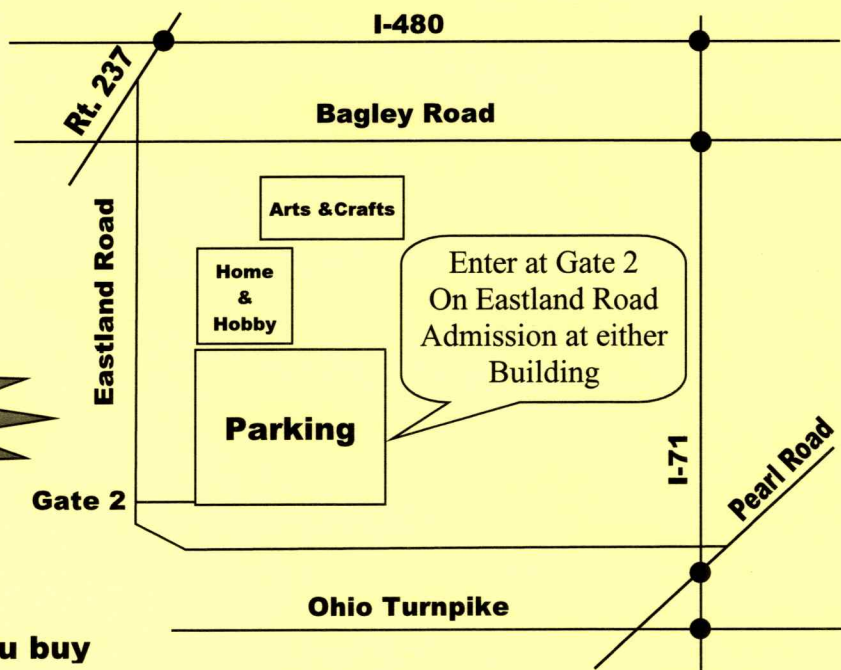 I-480
Rt. 237
Bagley Road
Arts &Crafts
Eastland Road
Home
&
Hobby
Enter at Gate 2
On Eastland Road
Admission at either
Building
Parking
I-71
Pearl Road
Gate 2
Ohio Turnpike
u buy